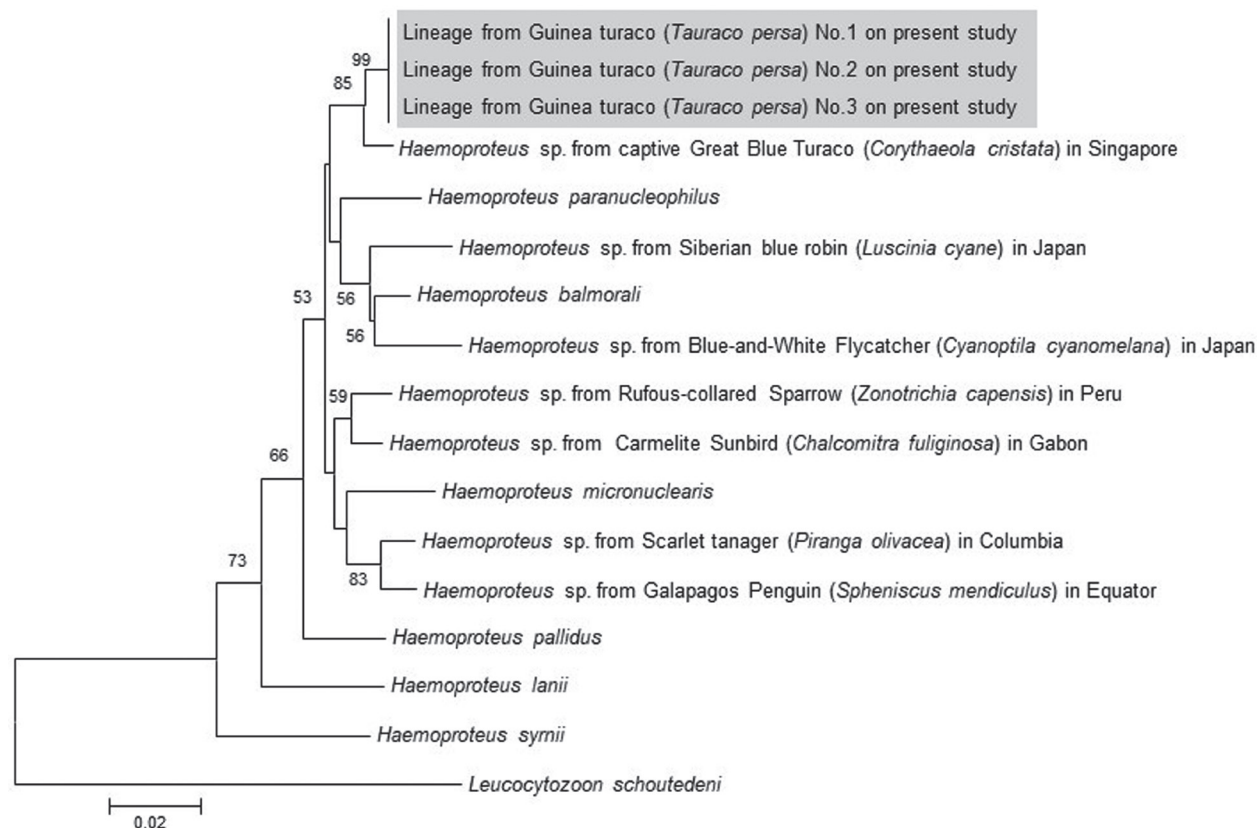 Lineage from Guinea turaco (Tauraco persa) No.1 on present study
99
Lineage from Guinea turaco (Tauraco persa) No.2 on present study
85
Lineage from Guinea turaco (Tauraco persa) No.3 on present study
Haemoproteus sp. from captive Great Blue Turaco (Corythaeola cristata) in Singapore
Haemoproteus paranucleophilus
Haemoproteus sp. from Siberian blue robin (Luscinia cyane) in Japan
53
56
Haemoproteus balmorali
56
Haemoproteus sp. from Blue-and-White Flycatcher (Cyanoptila cyanomelana) in Japan
59
Haemoproteus sp. from Rufous-collared Sparrow (Zonotrichia capensis) in Peru
Haemoproteus sp. from Carmelite Sunbird (Chalcomitra fuliginosa) in Gabon
66
Haemoproteus micronuclearis
Haemoproteus sp. from Scarlet tanager (Piranga olivacea) in Columbia
73
83
Haemoproteus sp. from Galapagos Penguin (Spheniscus mendiculus) in Equator
Haemoproteus pallidus
Haemoproteus lanii
Haemoproteus symii
Leucocytozoon schoutedeni
0.02